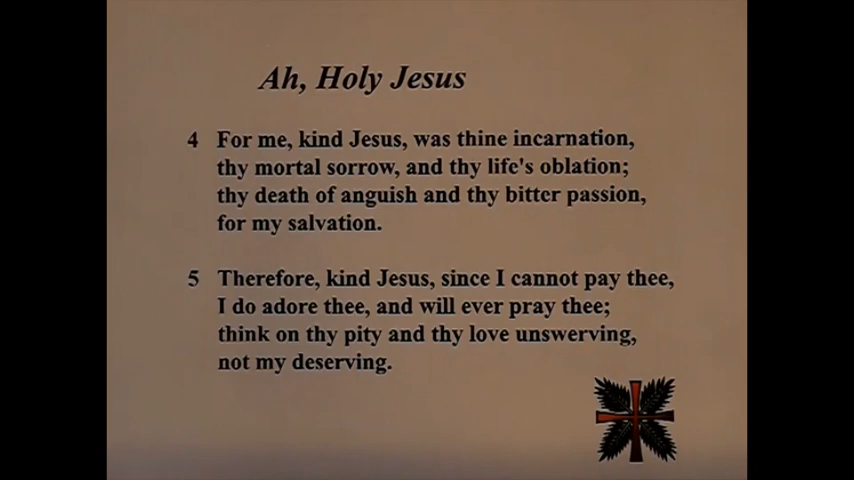 Ah, Holy Jesus
4 For me, kind Jesus, was thine incarnation,
thy mortal sorrow, and thy life's oblation;
thy death of anguish and thy bitter passion,
for my salvation.
5 Therefore, kind Jesus, since I cannot pay thee,
I do adore thee, and will ever pray thee;
think on thy pity and thy love unswerving,
not my deserving.